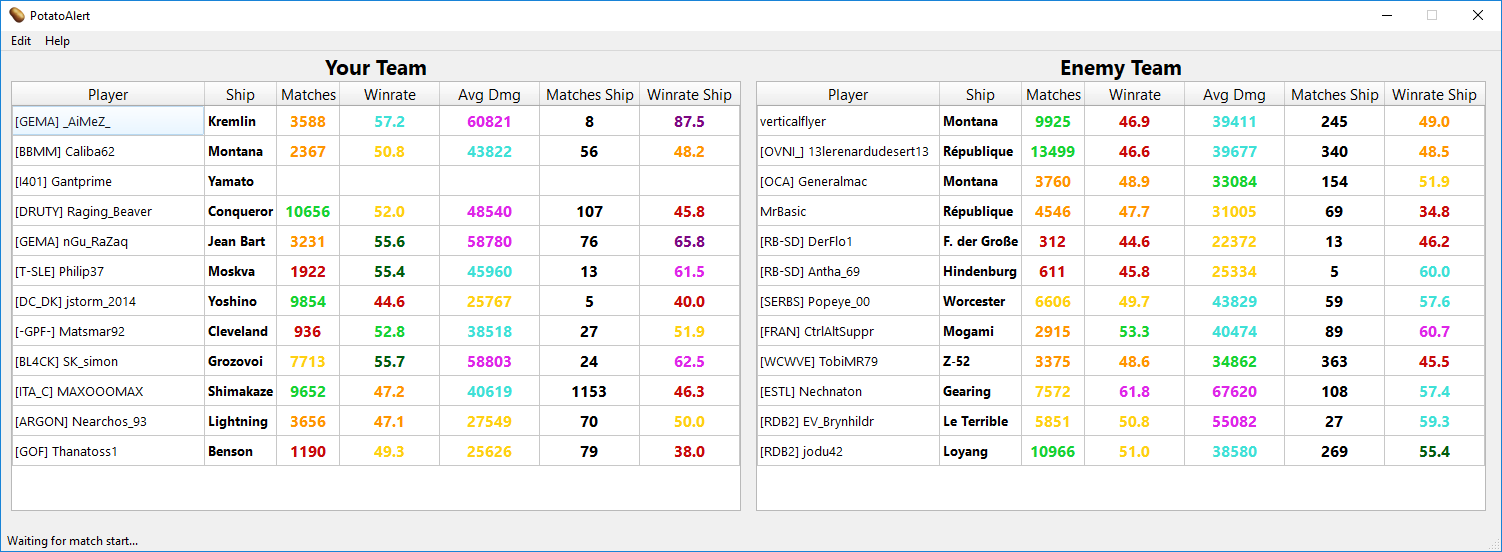 PotatoAlert
Edit Help
Your Team
Player Ship Matches Winrate Avg Dmg Matches Ship Winrate Ship
[GEMA] _AiMeZ_ Kremlin 3588 57.2 60821 8 87.5
[BBMM] Caliba62 Montana 2367 50.8 43822 56 48.2
[I401] Gantprime Yamato
[DRUTY] Raging_Beaver Conqueror 10656 52.0 48540 107 45.8
[GEMA] nGu_RaZaq Jean Bart 3231 55.6 58780 76 65.8
[T-SLE] Philip37 Moskva 1922 55.4 45960 13 61.5
[DC_DK] jstorm_2014 Yoshino 9854 44.6 25767 5 40.0
[-GPF-] Matsmar92 Cleveland 936 52.8 38518 27 51.9
[BL4CK] SK_simon Grozovoi 7713 55.7 58803 24 62.5
[ITA_C] MAXOOOMAX Shimakaze 9652 47.2 40619 1153 46.3
[ARGON] Nearchos_93 Lightning 3656 47.1 27549 70 50.0
[GOF] Thanatoss1 Benson 1190 49.3 25626 79 38.0
Enemy Team
Player Ship Matches Winrate Avg Dmg Matches Ship Winrate Ship
verticalflyer Montana 9925 46.9 39411 245 49.0
[OVNI_] 13lerenardudesert13 République 13499 46.6 39677 340 48.5
[OCA] Generalmac Montana 3760 48.9 33084 154 51.9
MrBasic République 4546 47.7 31005 69 34.8
[RB-SD] DerFlo1 F. der Große 312 44.6 22372 13 46.2
[RB-SD] Antha_69 Hindenburg 611 45.8 25334 5 60.0
[SERBS] Popeye_00 Worcester 6606 49.7 43829 59 57.6
[FRAN] CtrlAltSuppr Mogami 2915 53.3 40474 89 60.7
[WCWVE] TobiMR79 Z-52 3375 48.6 34862 363 45.5
[ESTL] Nechnaton Gearing 7572 61.8 67620 108 57.4
[RDB2] EV_Brynhildr Le Terrible 5851 50.8 55082 27 59.3
[RDB2] jodu42 Loyang 10966 51.0 38580 269 55.4
Waiting for match start...